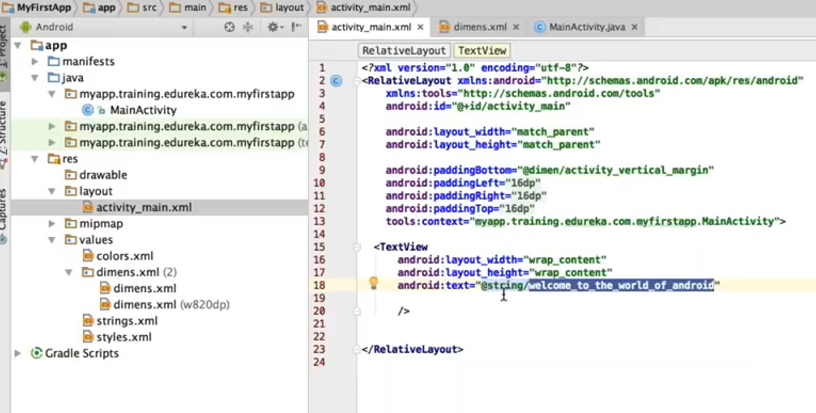 MyFirstApp app src main res layout activity_main.xml
Android
activity_main.xml dimens.xml MainActivity.java
1: Project
Z: Structure
Captures
app
manifests
java
myapp.training.edureka.com.myfirstapp
MainActivity
myapp.training.edureka.com.myfirstapp (a
myapp.training.edureka.com.myfirstapp (te
res
drawable
layout
activity_main.xml
mipmap
values
colors.xml
dimens.xml (2)
dimens.xml
dimens.xml (w820dp)
strings.xml
styles.xml
Gradle Scripts
RelativeLayout TextView
1 <?xml version="1.0" encoding="utf-8"?>
2 <RelativeLayout xmlns:android="http://schemas.android.com/apk/res/android"
3 xmlns:tools="http://schemas.android.com/tools"
4 android:id="@+id/activity_main"
5
6 android:layout_width="match_parent"
7 android:layout_height="match_parent"
8
9 android:paddingBottom="@dimen/activity_vertical_margin"
10 android:paddingLeft="16dp"
11 android:paddingRight="16dp"
12 android:paddingTop="16dp"
13 tools:context="myapp.training.edureka.com.myfirstapp.MainActivity">
14
15 <TextView
16 android:layout_width="wrap_content"
17 android:layout_height="wrap_content"
18 android:text="@string/welcome_to_the_world_of_android"
19
20 />
21
22
23 </RelativeLayout>
24